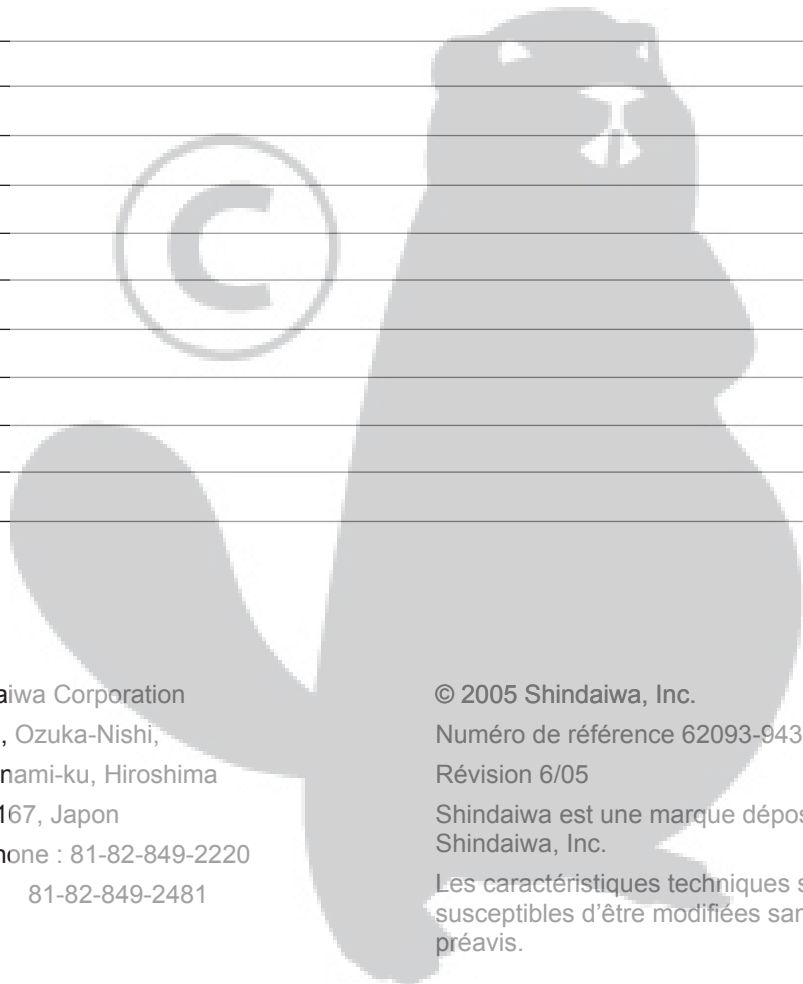 ©
aiwa Corporation
, Ozuka-Nishi,
nami-ku, Hiroshima
167, Japon
hone : 81-82-849-2220
81-82-849-2481
© 2005 Shindaiwa, Inc.
Numéro de référence 62093-943
Révision 6/05
Shindaiwa est une marque dépos
Shindaiwa, Inc.
Les caractéristiques techniques s
susceptibles d’être modifiées san
préavis.